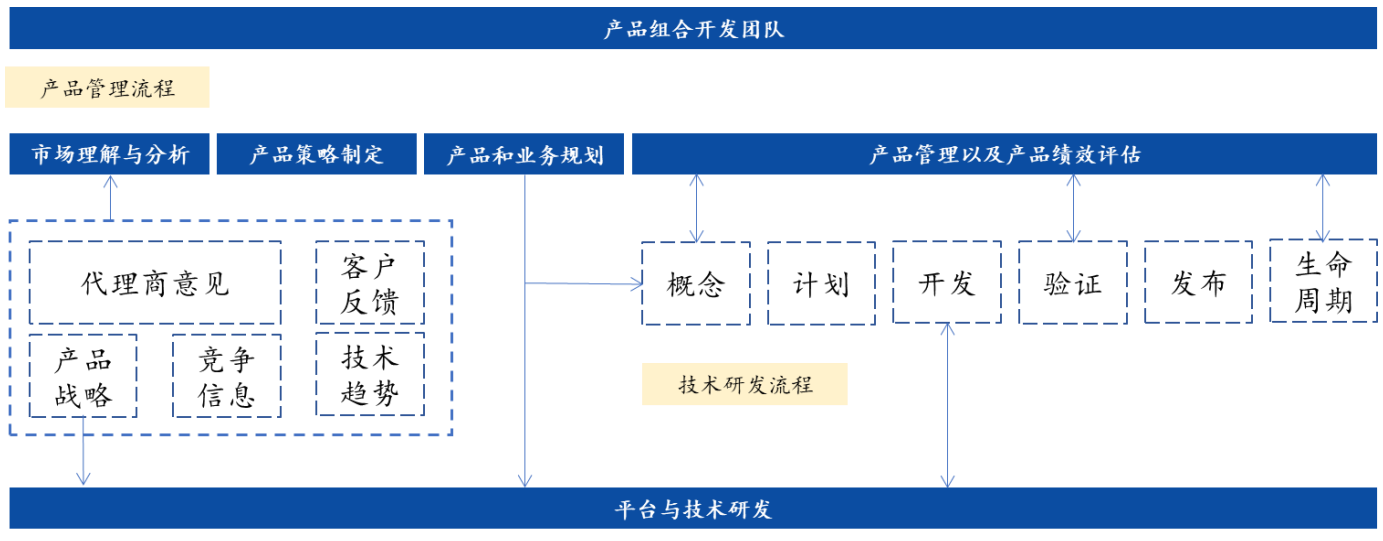 产品组合开发团队
产品管理流程
市场理解与分析
产品策略制定
产品和业务规划
产品管理以及产品绩效评估
代理商意见
客户
反馈
产品
战略
竞争
信息
技术
趋势
概念
计划
开发
验证
发布
生命
周期
技术研发流程
平台与技术研发